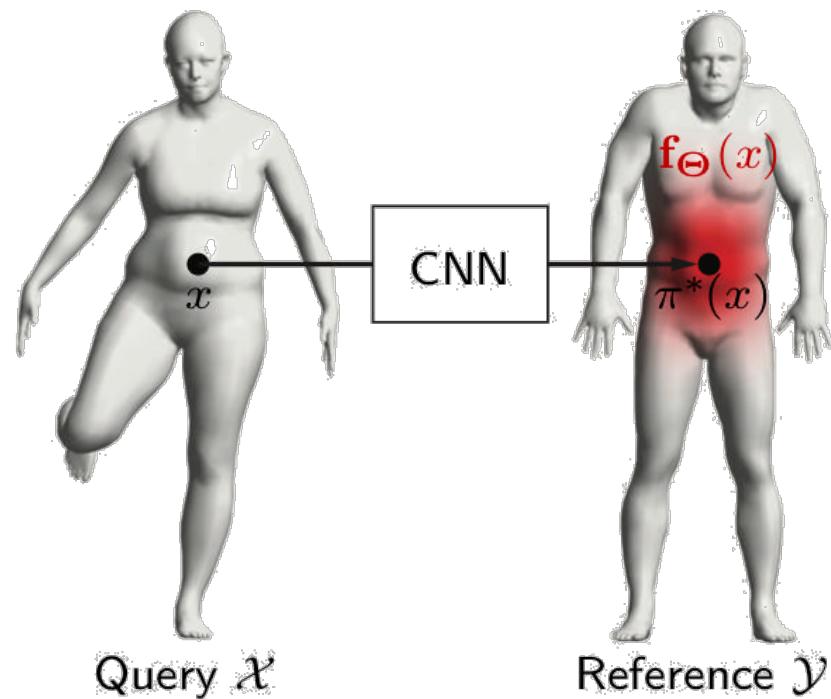 f_Θ(x)
CNN
x
π*(x)
Query 𝒳
Reference 𝒴